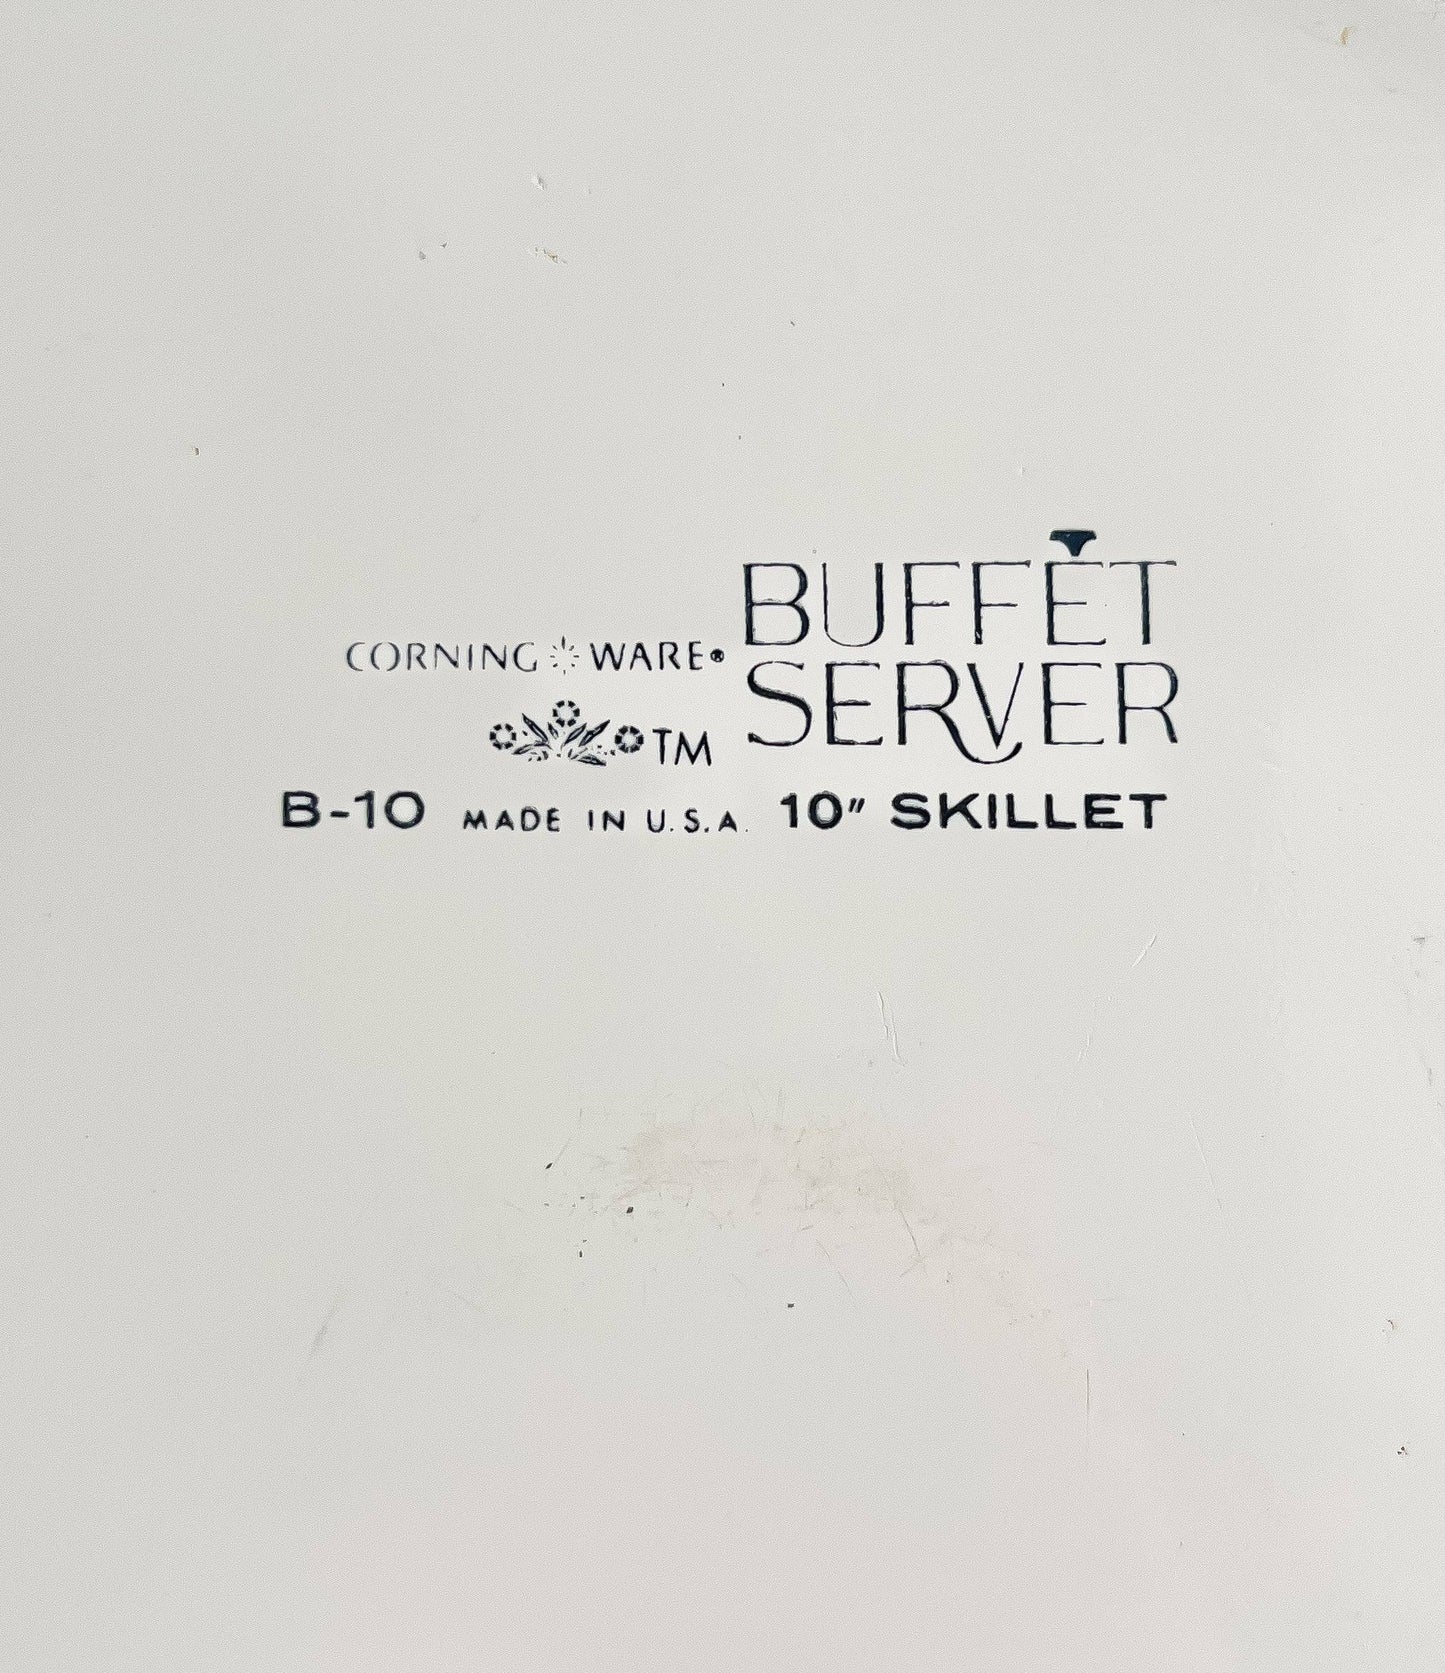 BUFFET
CORNING WARE®
SERVER
TM
B-10 MADE IN U.S.A. 10" SKILLET